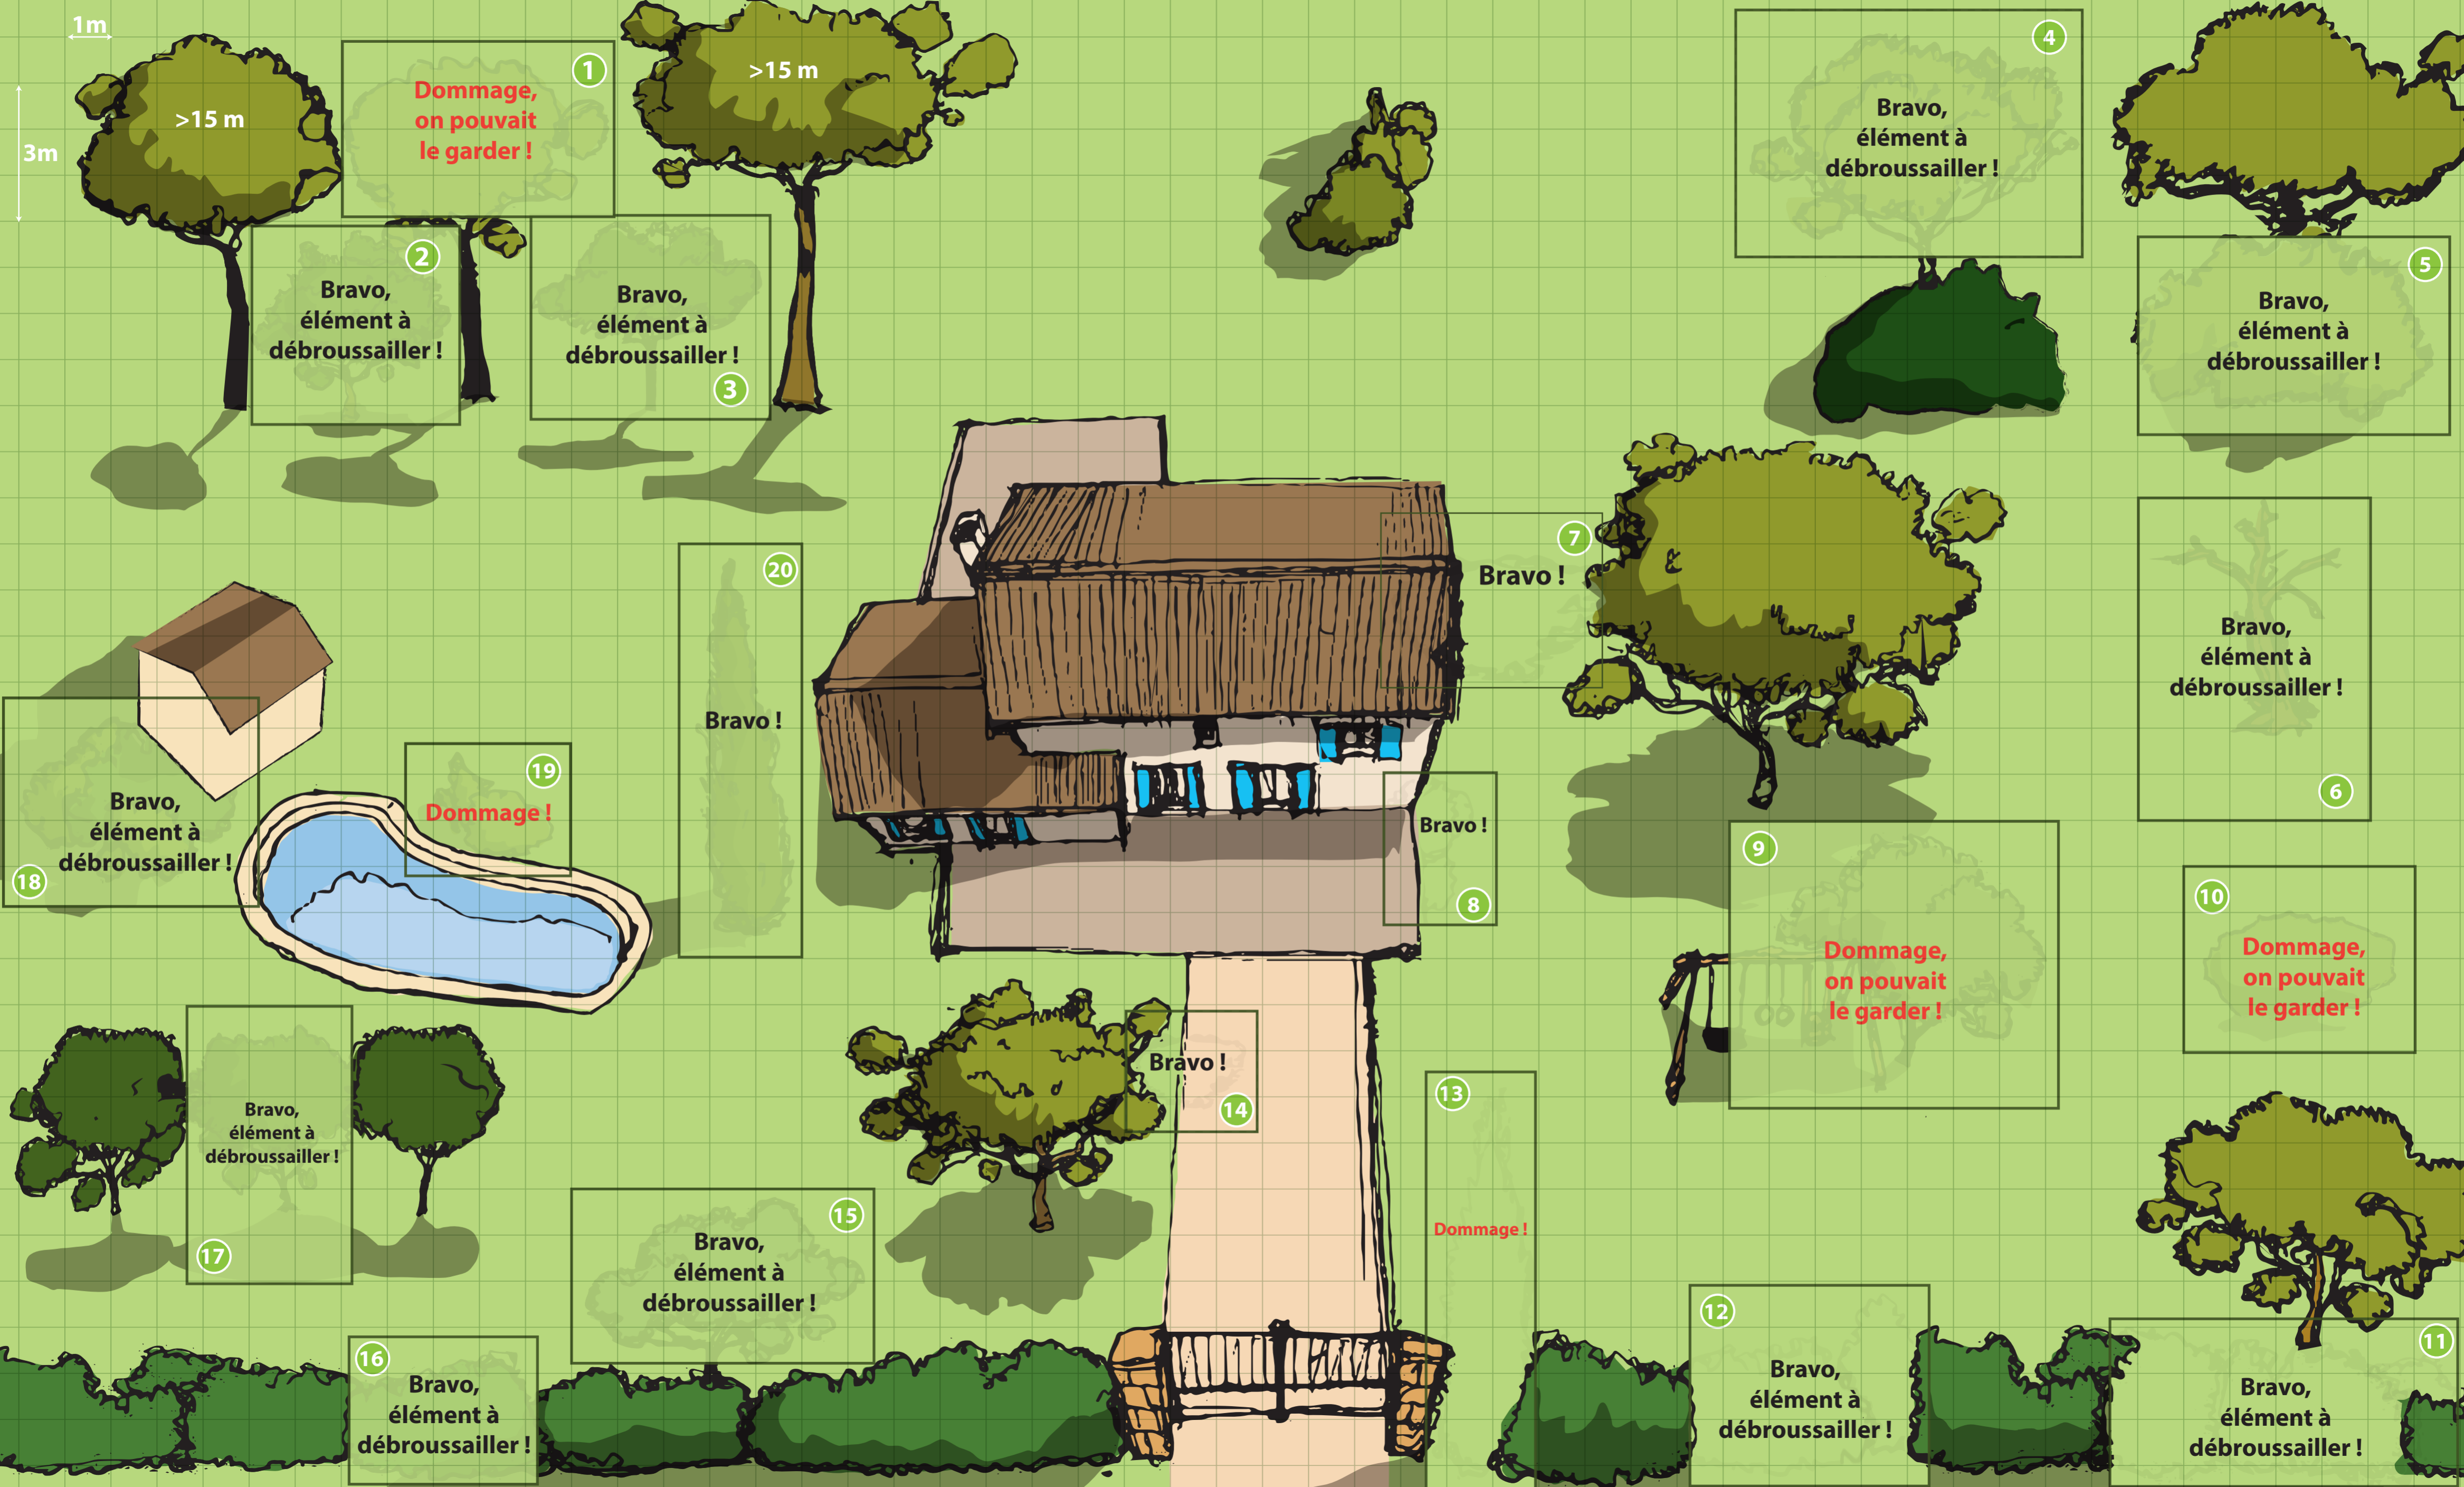 1m
3m
>15 m
1
Dommage,
on pouvait
le garder !
>15 m
4
Bravo,
élément à
débroussailler !
2
Bravo,
élément à
débroussailler !
Bravo,
élément à
débroussailler !
3
5
Bravo,
élément à
débroussailler !
20
Bravo !
7
Bravo !
Bravo,
élément à
débroussailler !
6
Bravo,
élément à
débroussailler !
18
19
Dommage !
Bravo !
8
9
Dommage,
on pouvait
le garder !
10
Dommage,
on pouvait
le garder !
Bravo,
élément à
débroussailler !
17
Bravo !
14
13
Dommage !
15
Bravo,
élément à
débroussailler !
16
Bravo,
élément à
débroussailler !
12
Bravo,
élément à
débroussailler !
11
Bravo,
élément à
débroussailler !